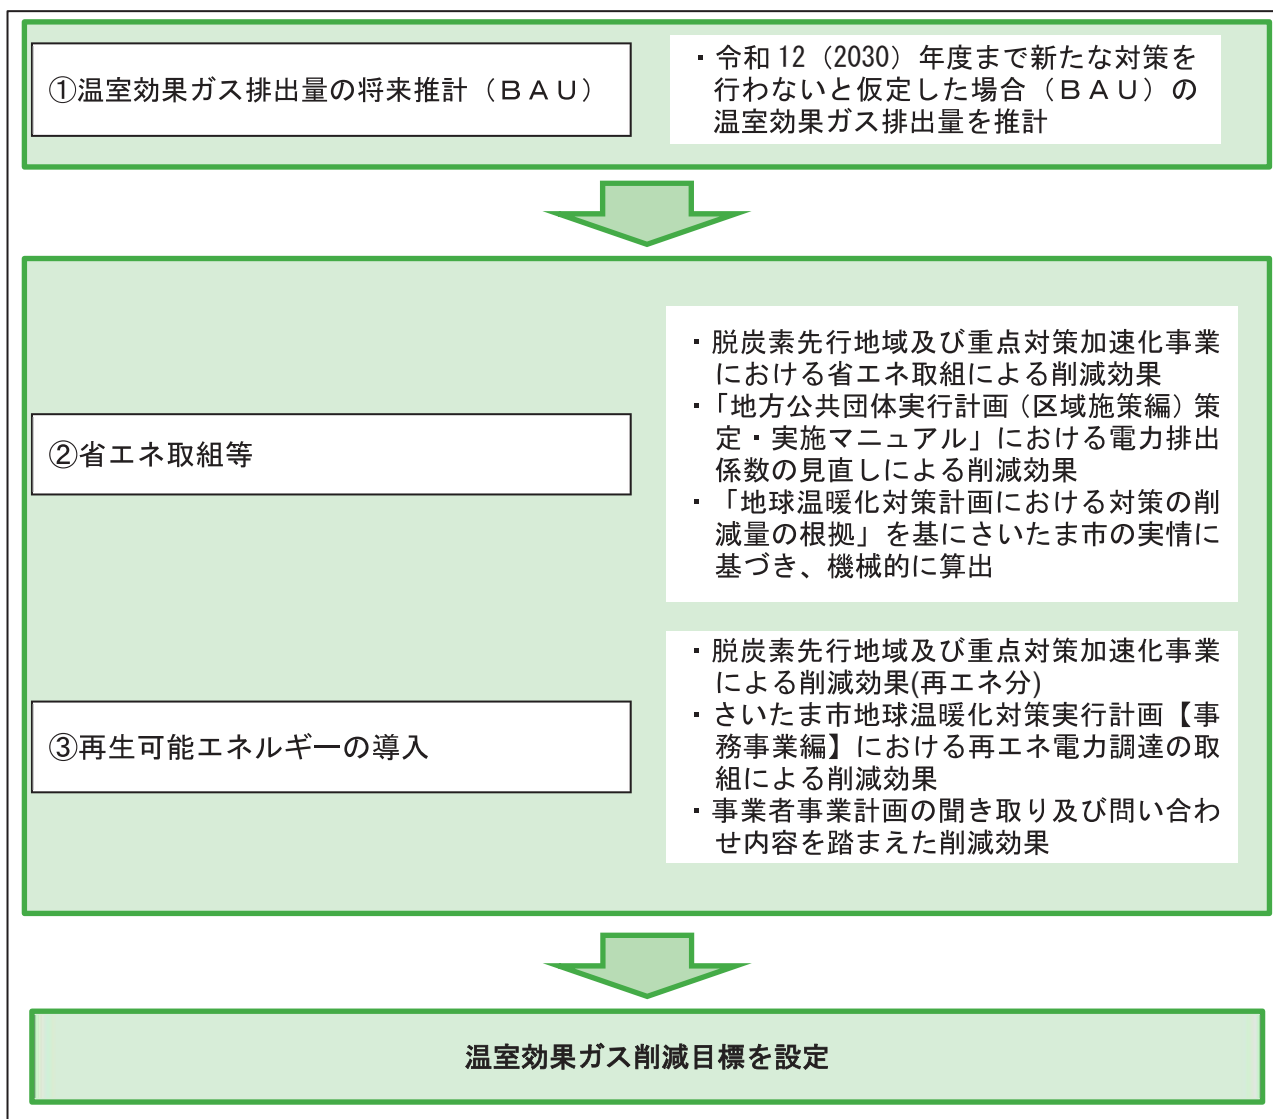 ①温室効果ガス排出量の将来推計（ＢＡＵ）
・令和12（2030）年度まで新たな対策を
行わないと仮定した場合（ＢＡＵ）の
温室効果ガス排出量を推計
②省エネ取組等
・脱炭素先行地域及び重点対策加速化事業
における省エネ取組による削減効果
・「地方公共団体実行計画（区域施策編）策
定・実施マニュアル」における電力排出
係数の見直しによる削減効果
・「地球温暖化対策計画における対策の削
減量の根拠」を基にさいたま市の実情に
基づき、機械的に算出
③再生可能エネルギーの導入
・脱炭素先行地域及び重点対策加速化事業
による削減効果(再エネ分)
・さいたま市地球温暖化対策実行計画【事
務事業編】における再エネ電力調達の取
組による削減効果
・事業者事業計画の聞き取り及び問い合わ
せ内容を踏まえた削減効果
温室効果ガス削減目標を設定